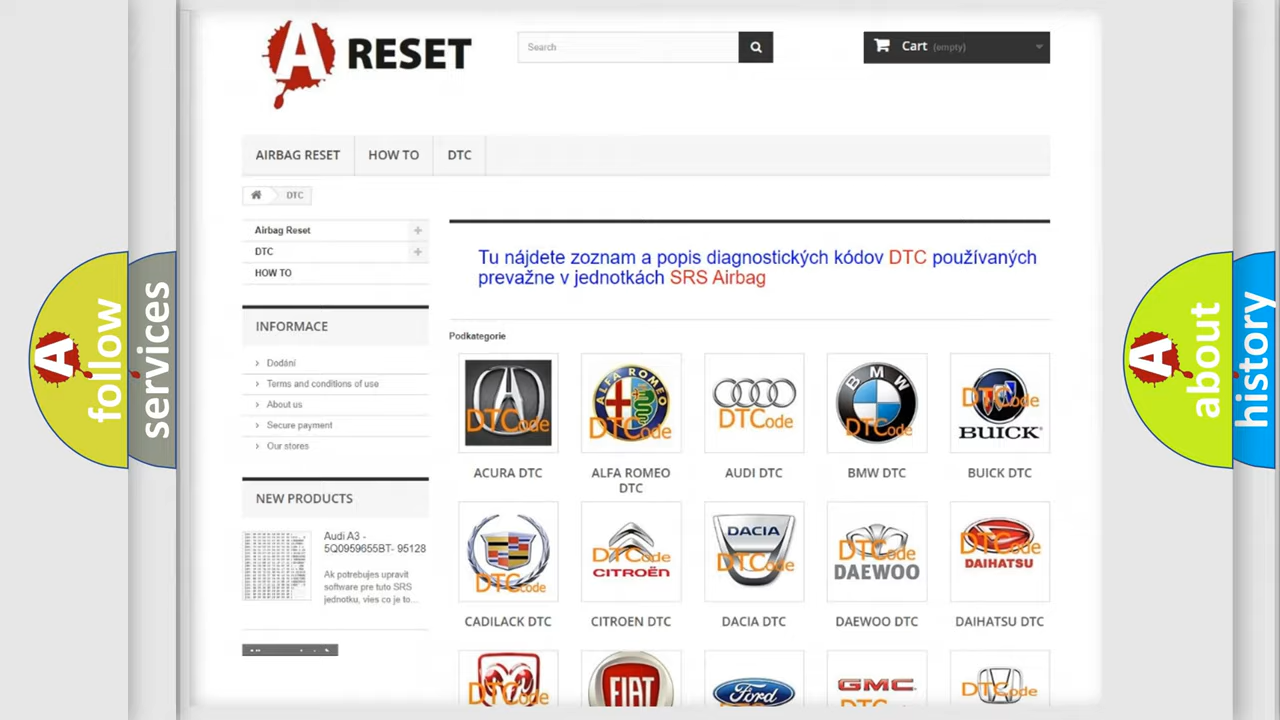 A RESET
Search
Cart (empty)
AIRBAG RESET
HOW TO
DTC
DTC
Airbag Reset
DTC
HOW TO
INFORMACE
Dodání
Terms and conditions of use
About us
Secure payment
Our stores
NEW PRODUCTS
Audi A3 -
5Q0959655BT- 95128
Ak potrebujes upravit
software pre tuto SRS
jednotku, vies co je to...
Tu nájdete zoznam a popis diagnostických kódov DTC používaných
prevažne v jednotkách SRS Airbag
Podkategorie
DTCode
ALFA ROMEO
DTCode
DTCode
BMW
DTCode
DTCode
BUICK
ACURA DTC
ALFA ROMEO
DTC
AUDI DTC
BMW DTC
BUICK DTC
DTCode
DTCode
CITROËN
DACIA
DTCode
DTCode
DAEWOO
DTCode
DAIHATSU
CADILACK DTC
CITROEN DTC
DACIA DTC
DAEWOO DTC
DAIHATSU DTC
DTCode
FIAT
Ford
GMC
DTCode
A follow
services
A about
history